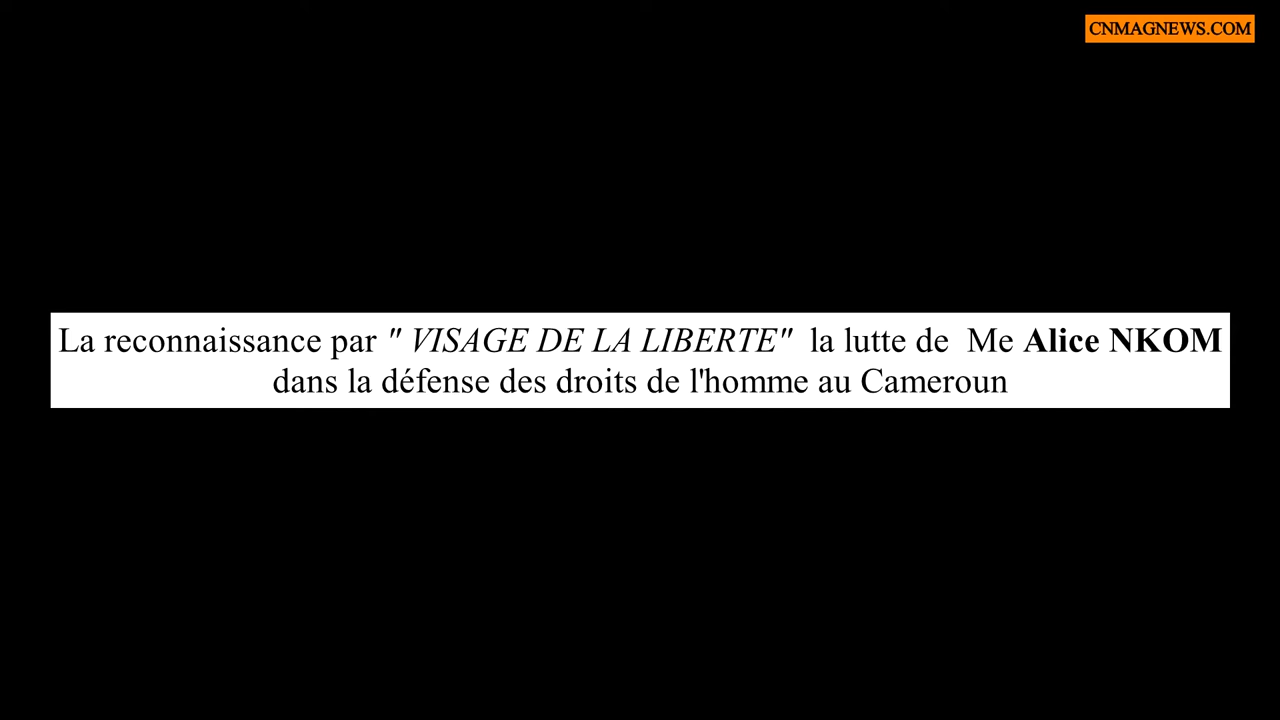 CNMAGNEWS.COM
La reconnaissance par " VISAGE DE LA LIBERTE"  la lutte de  Me Alice NKOM
dans la défense des droits de l'homme au Cameroun